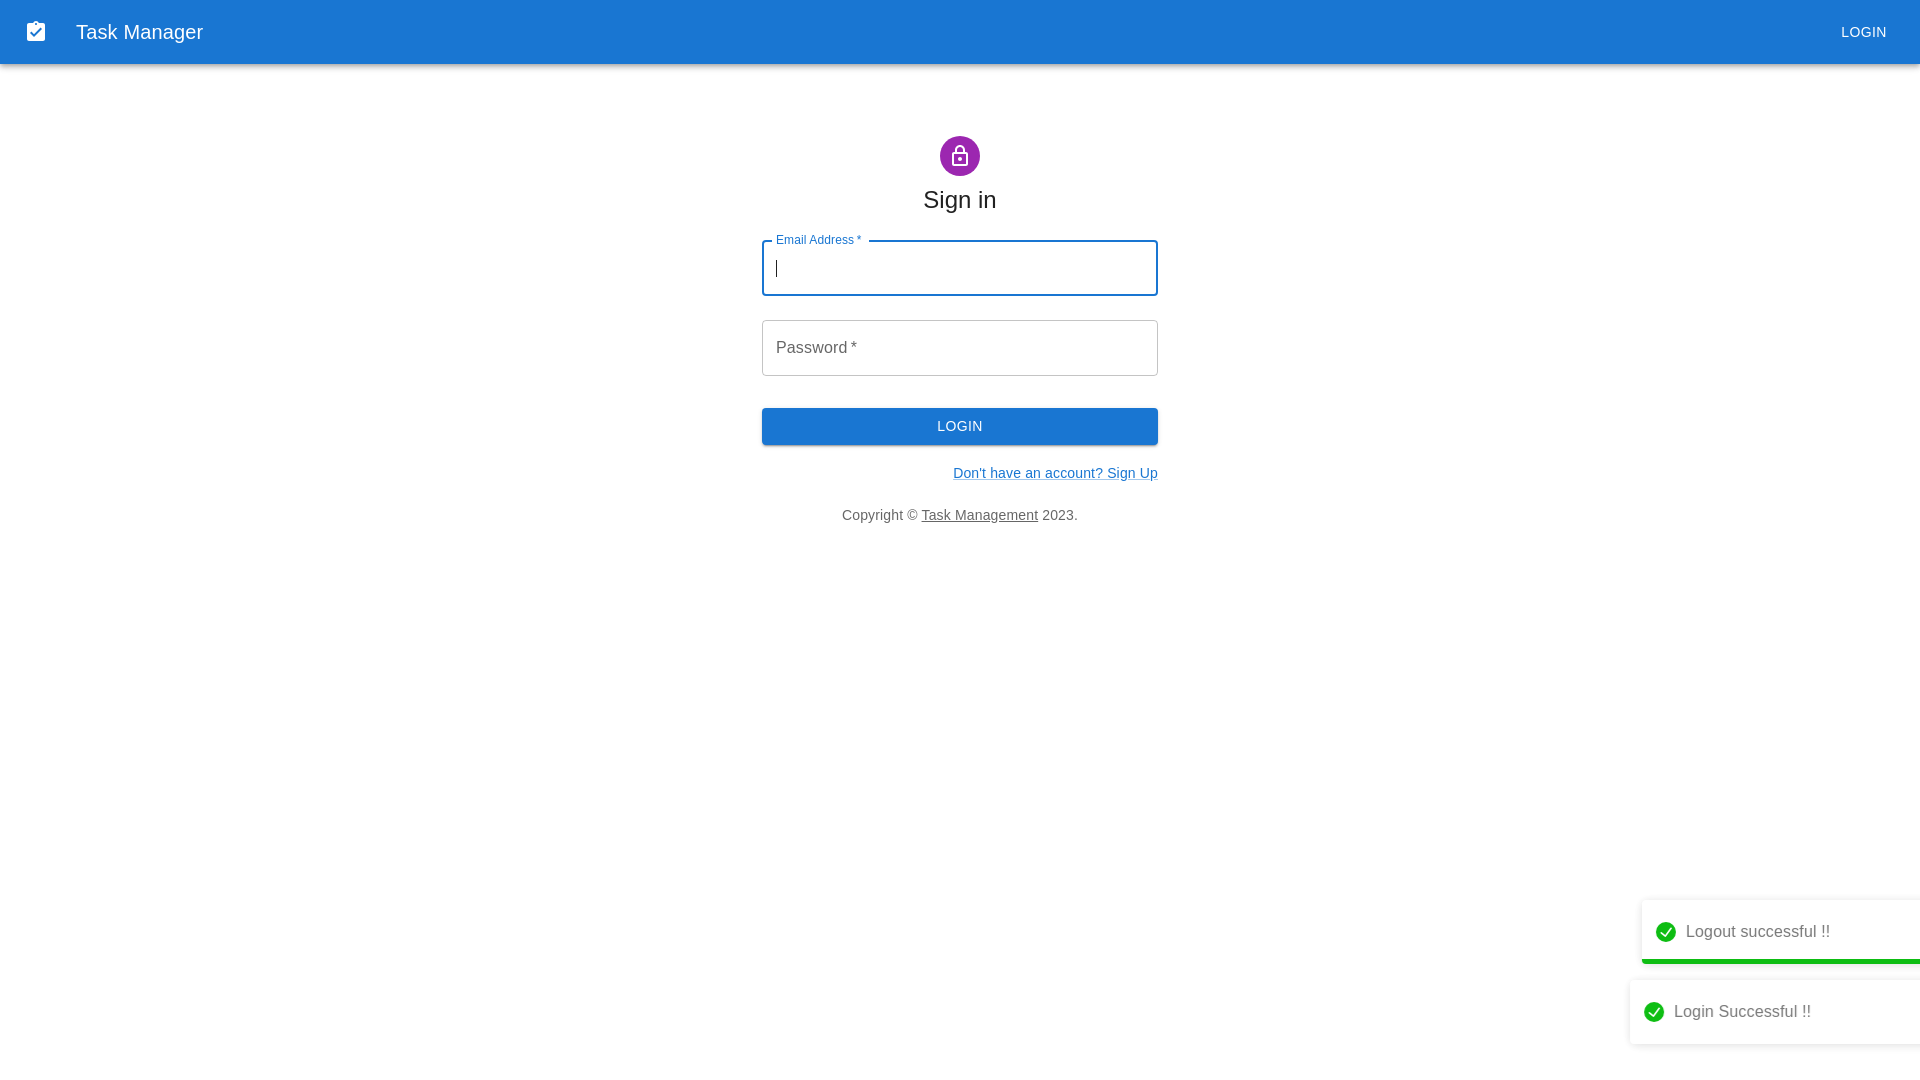 Task Manager
LOGIN
Sign in
Email Address *
Password *
LOGIN
Don't have an account? Sign Up
Copyright © Task Management 2023.
Logout successful !!
Login Successful !!